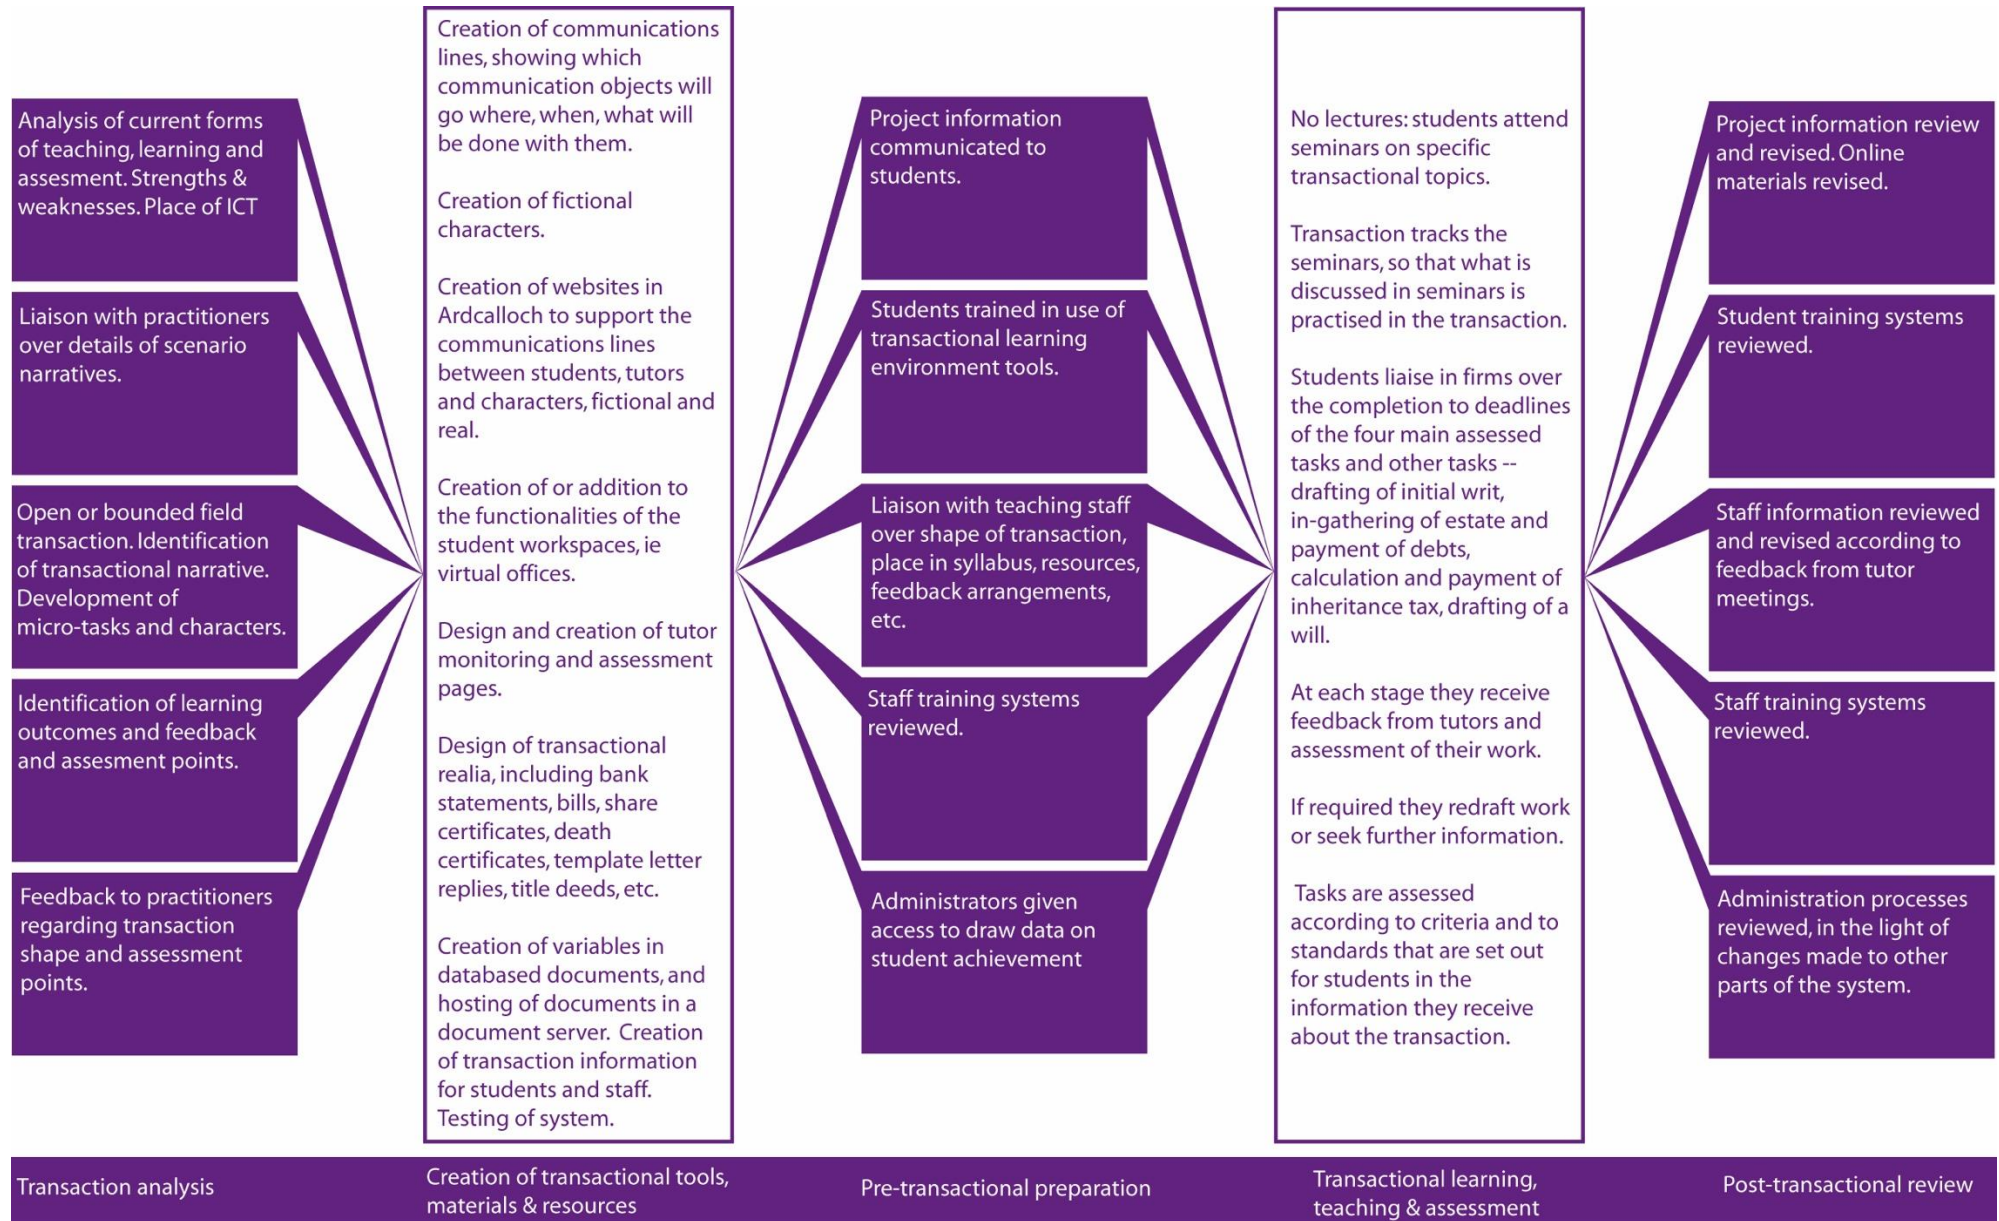 Analysis of current forms
of teaching, learning and
assesment. Strengths &
weaknesses. Place of ICT
Liaison with practitioners
over details of scenario
narratives.
Open or bounded field
transaction. Identification
of transactional narrative.
Development of
micro-tasks and characters.
Identification of learning
outcomes and feedback
and assesment points.
Feedback to practitioners
regarding transaction
shape and assessment
points.
Transaction analysis
Creation of communications
lines, showing which
communication objects will
go where, when, what will
be done with them.
Creation of fictional
characters.
Creation of websites in
Ardcalloch to support the
communications lines
between students, tutors
and characters, fictional and
real.
Creation of or addition to
the functionalities of the
student workspaces, ie
virtual offices.
Design and creation of tutor
monitoring and assessment
pages.
Design of transactional
realia, including bank
statements, bills, share
certificates, death
certificates, template letter
replies, title deeds, etc.
Creation of variables in
databased documents, and
hosting of documents in a
document server.  Creation
of transaction information
for students and staff.
Testing of system.
Creation of transactional tools,
materials & resources
Project information
communicated to
students.
Students trained in use of
transactional learning
environment tools.
Liaison with teaching staff
over shape of transaction,
place in syllabus, resources,
feedback arrangements,
etc.
Staff training systems
reviewed.
Administrators given
access to draw data on
student achievement
Pre-transactional preparation
No lectures: students attend
seminars on specific
transactional topics.
Transaction tracks the
seminars, so that what is
discussed in seminars is
practised in the transaction.
Students liaise in firms over
the completion to deadlines
of the four main assessed
tasks and other tasks --
drafting of initial writ,
in-gathering of estate and
payment of debts,
calculation and payment of
inheritance tax, drafting of a
will.
At each stage they receive
feedback from tutors and
assessment of their work.
If required they redraft work
or seek further information.
Tasks are assessed
according to criteria and to
standards that are set out
for students in the
information they receive
about the transaction.
Transactional learning,
teaching & assessment
Project information review
and revised. Online
materials revised.
Student training systems
reviewed.
Staff information reviewed
and revised according to
feedback from tutor
meetings.
Staff training systems
reviewed.
Administration processes
reviewed, in the light of
changes made to other
parts of the system.
Post-transactional review